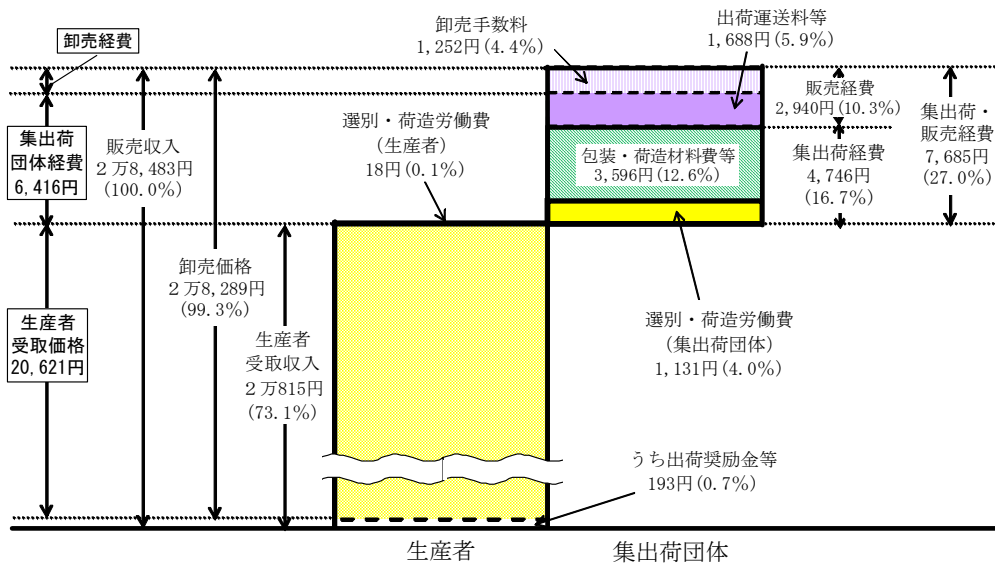 卸売経費
集出荷
団体経費
6,416円
生産者
受取価格
20,621円
販売収入
2万8,483円
(100.0%)
卸売価格
2万8,289円
(99.3%)
生産者
受取収入
2万815円
(73.1%)
選別・荷造労働費
(生産者)
18円(0.1%)
卸売手数料
1,252円(4.4%)
出荷運送料等
1,688円(5.9%)
包装・荷造材料費等
3,596円(12.6%)
販売経費
2,940円(10.3%)
集出荷経費
4,746円
(16.7%)
集出荷・
販売経費
7,685円
(27.0%)
選別・荷造労働費
(集出荷団体)
1,131円(4.0%)
うち出荷奨励金等
193円(0.7%)
生産者
集出荷団体